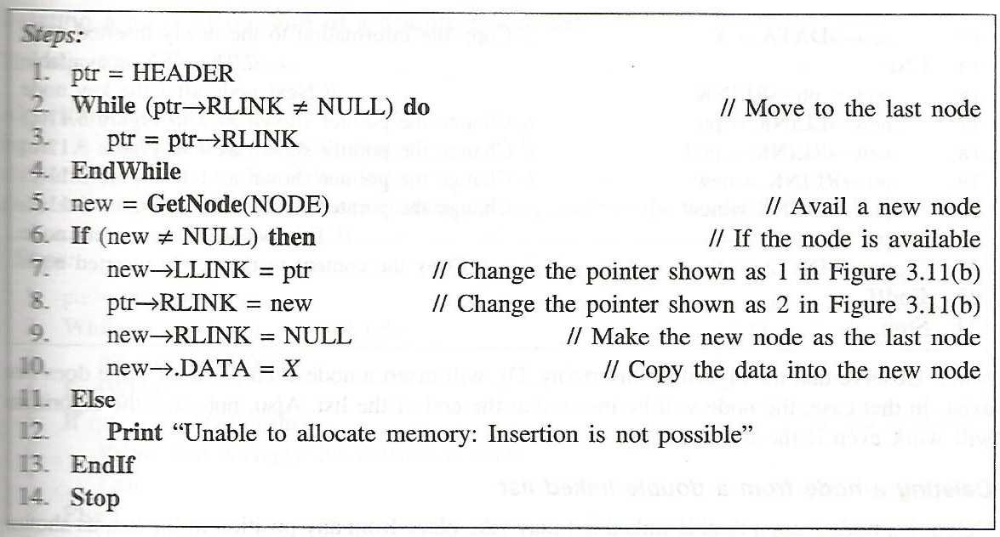 Steps:
1. ptr = HEADER
2. While (ptr→RLINK ≠ NULL) do // Move to the last node
3. ptr = ptr→RLINK
4. EndWhile
5. new = GetNode(NODE) // Avail a new node
6. If (new ≠ NULL) then // If the node is available
7. new→LLINK = ptr // Change the pointer shown as 1 in Figure 3.11(b)
8. ptr→RLINK = new // Change the pointer shown as 2 in Figure 3.11(b)
9. new→RLINK = NULL // Make the new node as the last node
10. new→.DATA = X // Copy the data into the new node
11. Else
12. Print “Unable to allocate memory: Insertion is not possible”
13. EndIf
14. Stop